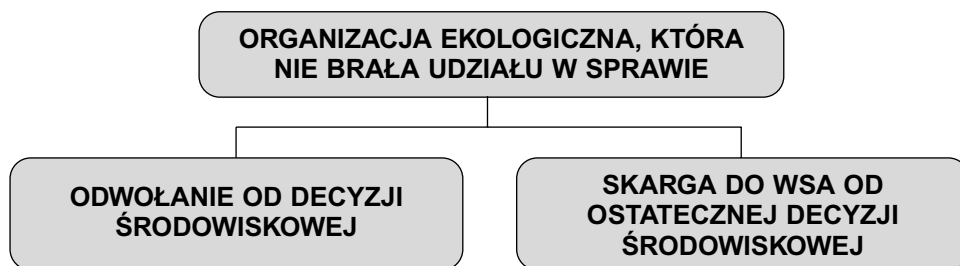 ORGANIZACJA EKOLOGICZNA, KTÓRA
NIE BRAŁA UDZIAŁU W SPRAWIE
ODWOŁANIE OD DECYZJI
ŚRODOWISKOWEJ
SKARGA DO WSA OD
OSTATECZNEJ DECYZJI
ŚRODOWISKOWEJ